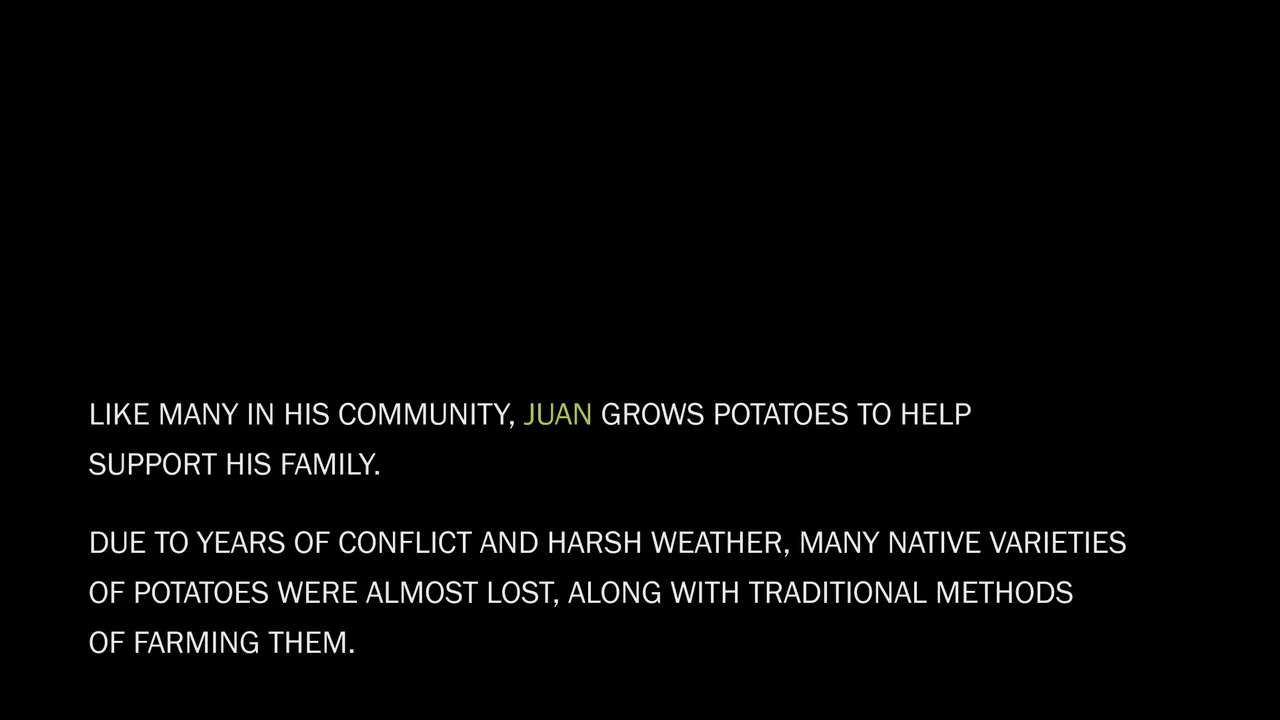 LIKE MANY IN HIS COMMUNITY, JUAN GROWS POTATOES TO HELP
SUPPORT HIS FAMILY.
DUE TO YEARS OF CONFLICT AND HARSH WEATHER, MANY NATIVE VARIETIES
OF POTATOES WERE ALMOST LOST, ALONG WITH TRADITIONAL METHODS
OF FARMING THEM.